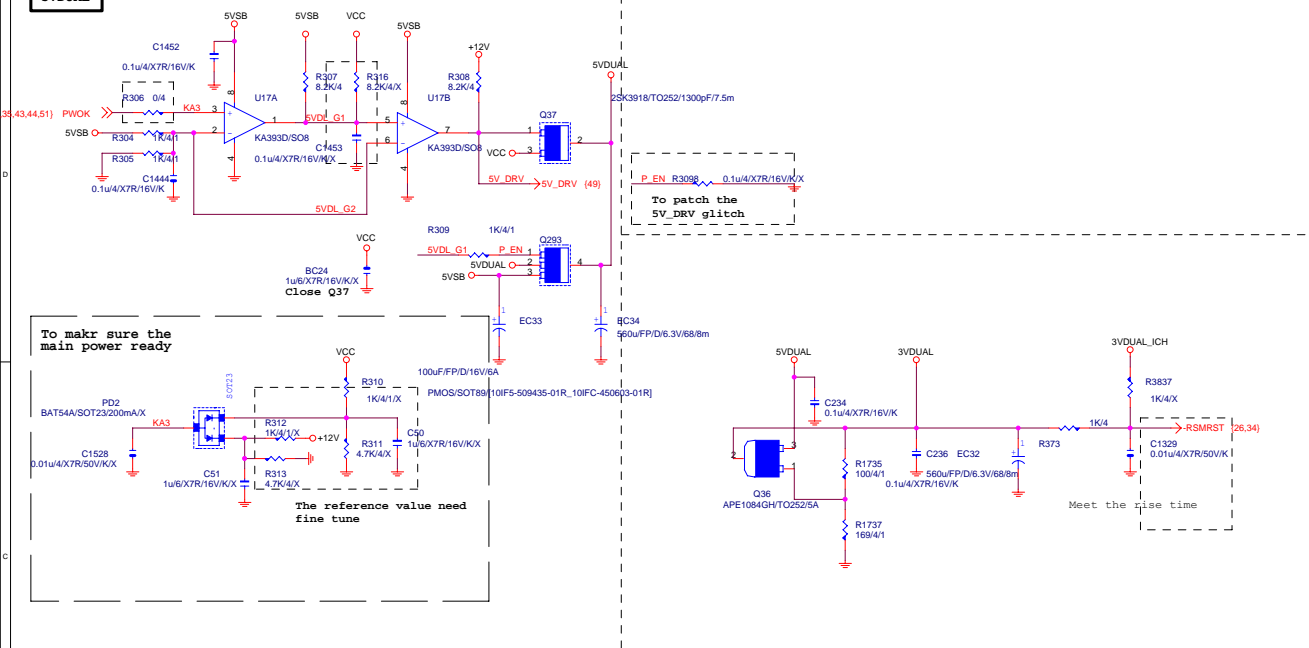 5VSB
5VSB
VCC
5VSB
+12V
5VDUAL
C1452
0.1u/4/X7R/16V/K
R306 0/4
35,43,44,51} PWOK
KA3
3
2
8
4
1
+
-
U17A
KA393D/SO8
5VSB
R304
1K/4/1
R305
1K/4/1
C1444
0.1u/4/X7R/16V/K
R307
8.2K/4
R316
8.2K/4/X
5VDL_G1
C1453
0.1u/4/X7R/16V/K/X
U17B
5
6
8
4
7
+
-
KA393D/SO8
R308
8.2K/4
2SK3918/TO252/1300pF/7.5m
Q37
1
2
3
VCC
5V_DRV
5V_DRV {49}
5VDL_G2
P_EN
R3098
0.1u/4/X7R/16V/K/X
To patch the
5V_DRV glitch
R309
1K/4/1
5VDL_G1
P_EN
5VDUAL
5VSB
Q293
1
2
3
4
VCC
BC24
1u/6/X7R/16V/K/X
Close Q37
1
+
EC33
1
+
EC34
560u/FP/D/6.3V/68/8m
100uF/FP/D/16V/6A
PMOS/SOT89/[10IF5-509435-01R_10IFC-450603-01R]
To makr sure the
main power ready
PD2
BAT54A/SOT23/200mA/X
SOT23
KA3
C1528
0.01u/4/X7R/50V/K/X
VCC
R310
1K/4/1/X
R312
1K/4/1/X
+12V
R311
4.7K/4/X
C50
1u/6/X7R/16V/K/X
R313
4.7K/4/X
C51
1u/6/X7R/16V/K/X
The reference value need
fine tune
5VDUAL
3VDUAL
3VDUAL_ICH
C234
0.1u/4/X7R/16V/K
R3837
1K/4/X
2
3
1
Q36
APE1084GH/TO252/5A
R1735
100/4/1
R1737
169/4/1
C236
0.1u/4/X7R/16V/K
EC32
560u/FP/D/6.3V/68/8m
1
+
R373
1K/4
-RSMRST {26,34}
C1329
0.01u/4/X7R/50V/K
Meet the rise time
D
C